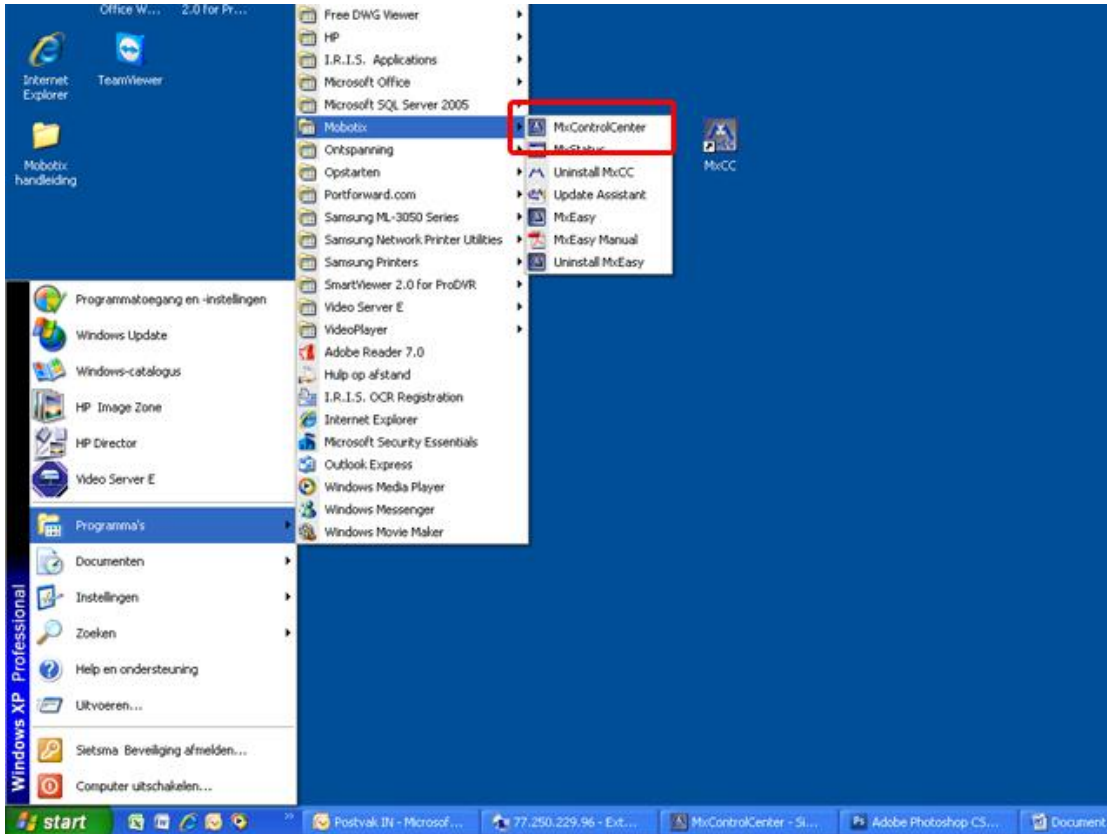 Office W... 2.0 for Pr...
Internet Explorer
TeamViewer
Mobotix handleiding
MxCC
Free DWG Viewer
HP
I.R.I.S. Applications
Microsoft Office
Microsoft SQL Server 2005
Mobotix
Ontspanning
Opstarten
Portforward.com
Samsung ML-3050 Series
Samsung Network Printer Utilities
Samsung Printers
SmartViewer 2.0 for ProDVR
Video Server E
VideoPlayer
Adobe Reader 7.0
Hulp op afstand
I.R.I.S. OCR Registration
Internet Explorer
Microsoft Security Essentials
Outlook Express
Windows Media Player
Windows Messenger
Windows Movie Maker
MxControlCenter
MxStatus
Uninstall MxCC
Update Assistant
MxEasy
MxEasy Manual
Uninstall MxEasy
Programmatoegang en -instellingen
Windows Update
Windows-catalogus
HP Image Zone
HP Director
Video Server E
Programma's
Documenten
Instellingen
Zoeken
Help en ondersteuning
Uitvoeren...
Sietsma Beveiliging afmelden...
Computer uitschakelen...
Windows XP Professional
start
Postvak IN - Microsof...
77.250.229.96 - Ext...
MxControlCenter - Si...
Adobe Photoshop CS...
Document